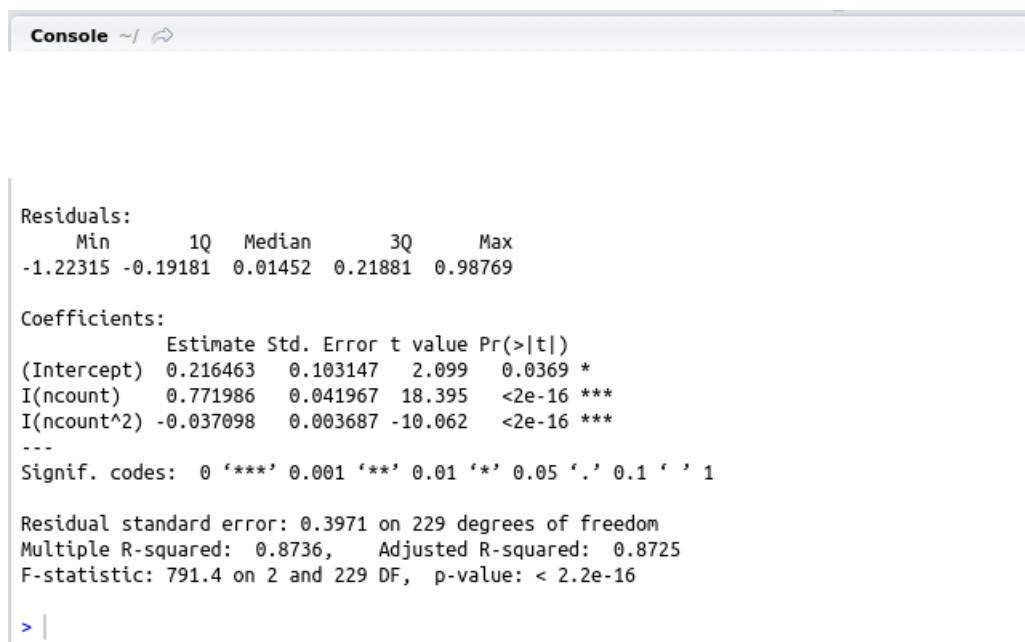 Console ~/
Residuals:
     Min       1Q   Median       3Q      Max
-1.22315 -0.19181  0.01452  0.21881  0.98769
Coefficients:
            Estimate Std. Error t value Pr(>|t|)
(Intercept)  0.216463   0.103147   2.099   0.0369 *
I(ncount)    0.771986   0.041967  18.395   <2e-16 ***
I(ncount^2) -0.037098   0.003687 -10.062   <2e-16 ***
---
Signif. codes:  0 ‘***’ 0.001 ‘**’ 0.01 ‘*’ 0.05 ‘.’ 0.1 ‘ ’ 1
Residual standard error: 0.3971 on 229 degrees of freedom
Multiple R-squared:  0.8736,    Adjusted R-squared:  0.8725
F-statistic: 791.4 on 2 and 229 DF,  p-value: < 2.2e-16
>